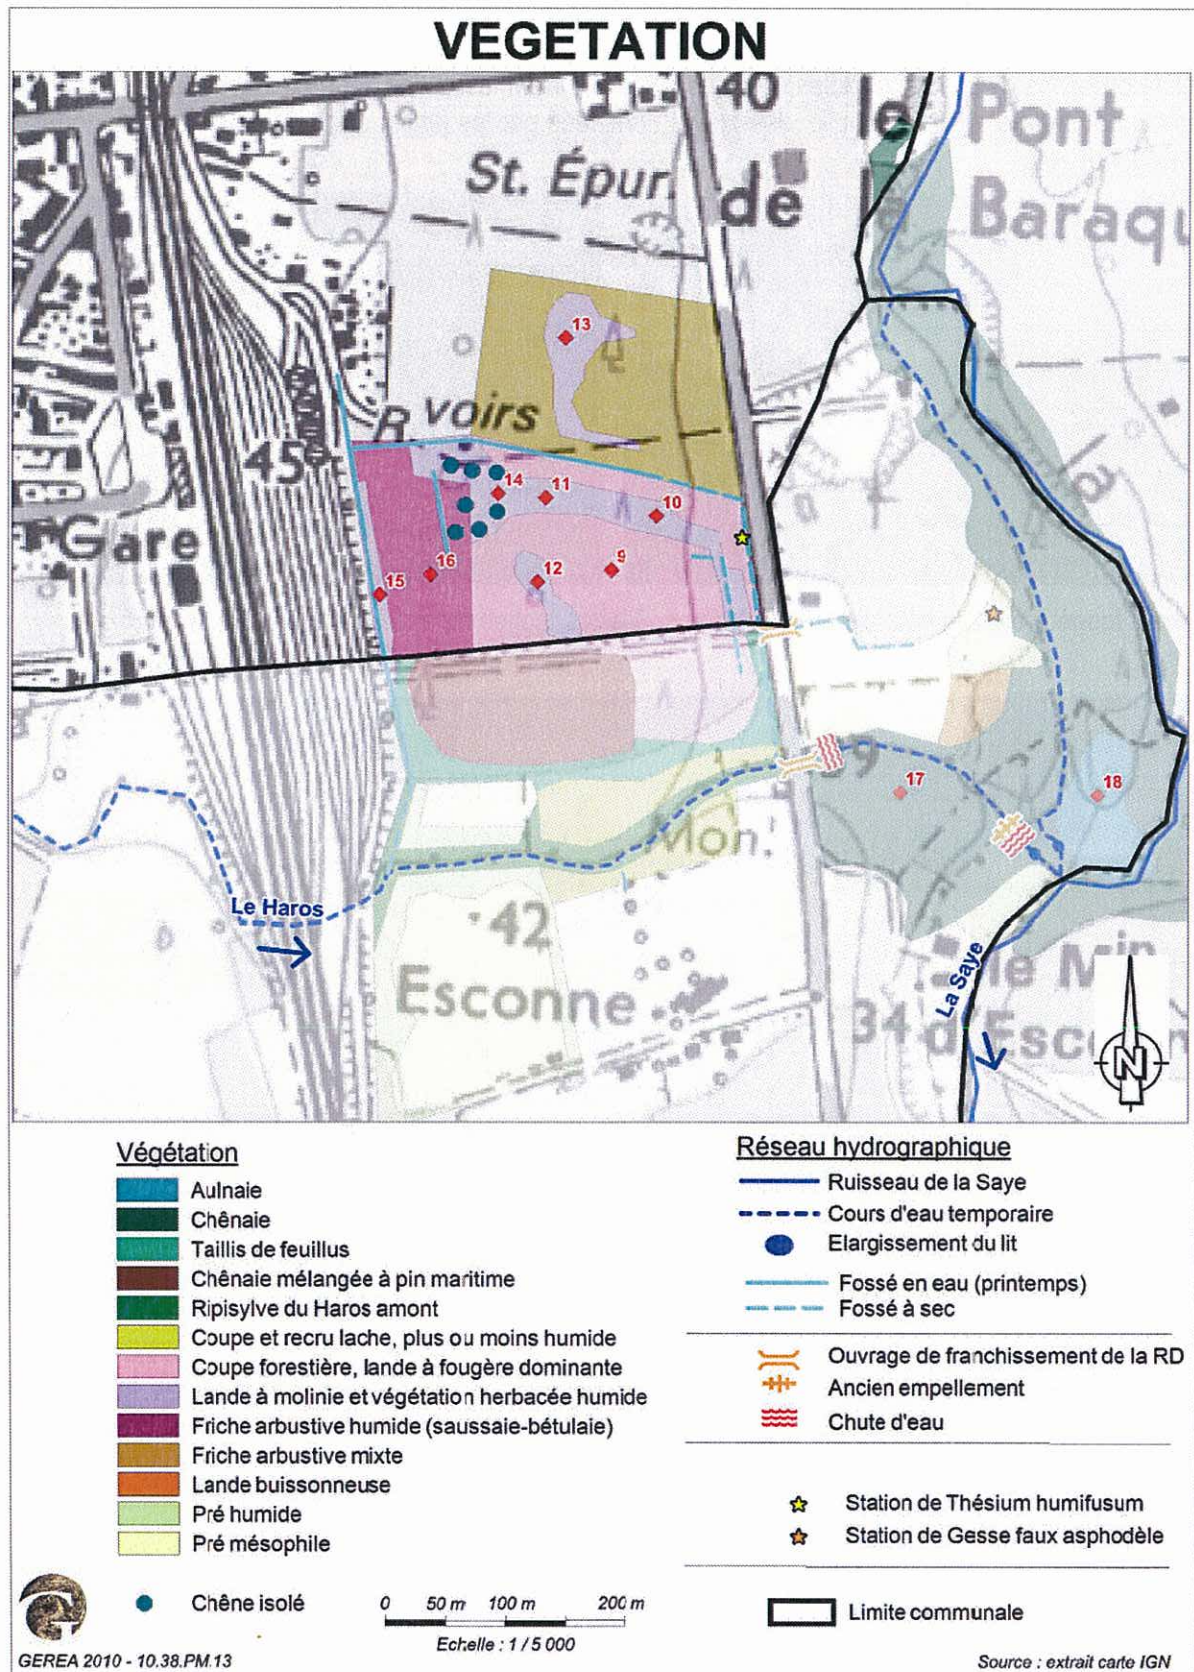 VEGETATION
40
le Pont
St. Épur.
de la Baraqu
13
R voirs
45
14
11
10
Gare
16
15
12
9
39
17
18
Mon.
Le Haros
42
Esconne
le Min
La Saye
34 d'Escon
N
Végétation
Aulnaie
Chênaie
Taillis de feuillus
Chênaie mélangée à pin maritime
Ripisylve du Haros amont
Coupe et recru lache, plus ou moins humide
Coupe forestière, lande à fougère dominante
Lande à molinie et végétation herbacée humide
Friche arbustive humide (saussaie-bétulaie)
Friche arbustive mixte
Lande buissonneuse
Pré humide
Pré mésophile
Chêne isolé
Réseau hydrographique
Ruisseau de la Saye
Cours d'eau temporaire
Elargissement du lit
Fossé en eau (printemps)
Fossé à sec
Ouvrage de franchissement de la RD
Ancien empellement
Chute d'eau
Station de Thésium humifusum
Station de Gesse faux asphodèle
Limite communale
0 50 m 100 m 200 m
Echelle : 1 / 5 000
GEREA 2010 - 10.38.PM.13
Source : extrait carte IGN